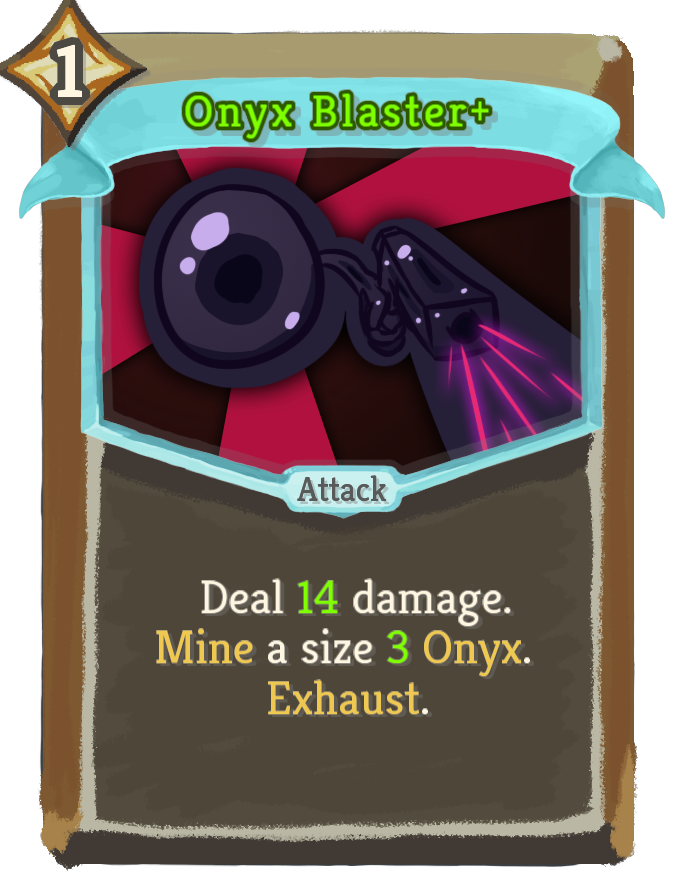 1
Onyx Blaster+
Attack
Deal 14 damage.
Mine a size 3 Onyx.
Exhaust.